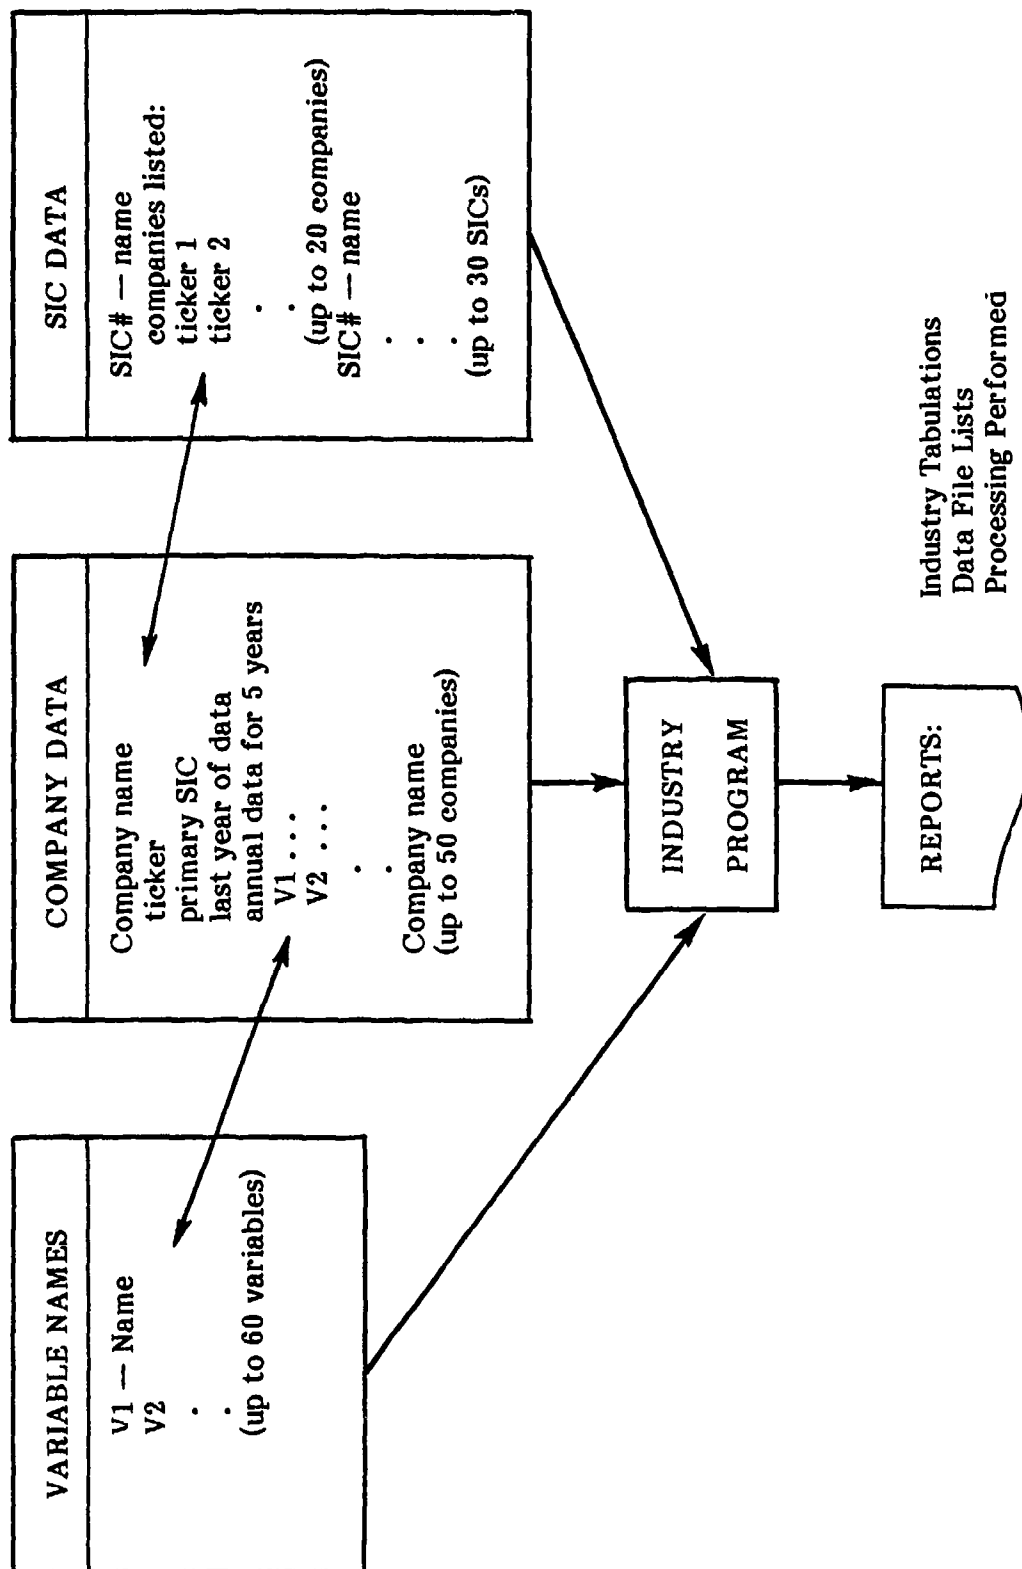 VARIABLE NAMES
V1 — Name
V2
.
.
(up to 60 variables)
COMPANY DATA
Company name
ticker
primary SIC
last year of data
annual data for 5 years
V1 . . .
V2 . . . .
.
.
Company name
(up to 50 companies)
SIC DATA
SIC# — name
companies listed:
ticker 1
ticker 2
.
.
(up to 20 companies)
SIC# — name
.
.
.
(up to 30 SICs)
INDUSTRY
PROGRAM
REPORTS:
Industry Tabulations
Data File Lists
Processing Performed